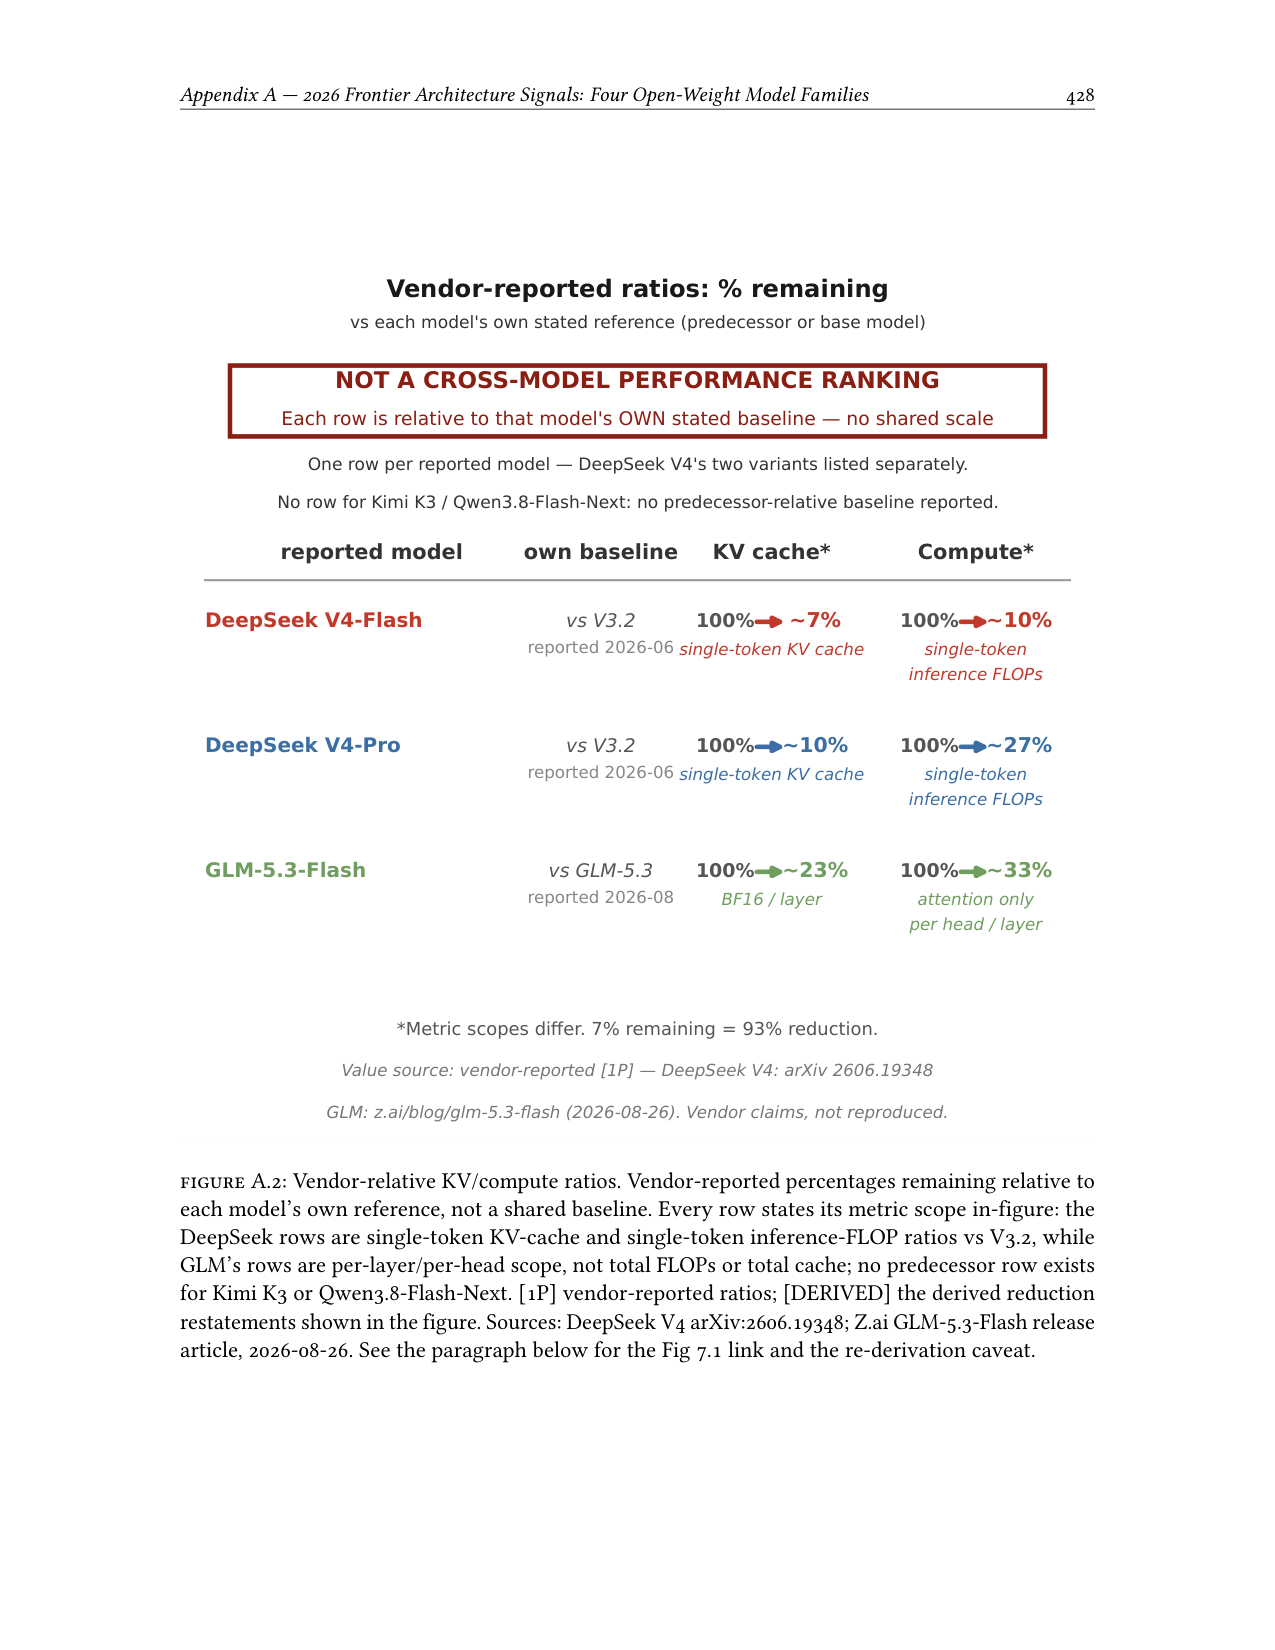 Appendix A — 2026 Frontier Architecture Signals: Four Open-Weight Model Families 428
Vendor-reported ratios: % remaining
vs each model's own stated reference (predecessor or base model)
NOT A CROSS-MODEL PERFORMANCE RANKING
Each row is relative to that model's OWN stated baseline — no shared scale
One row per reported model — DeepSeek V4's two variants listed separately.
No row for Kimi K3 / Qwen3.8-Flash-Next: no predecessor-relative baseline reported.
reported model own baseline KV cache* Compute*
DeepSeek V4-Flash vs V3.2 100% ~7% 100% ~10%
reported 2026-06 single-token KV cache single-token
inference FLOPs
DeepSeek V4-Pro vs V3.2 100% ~10% 100% ~27%
reported 2026-06 single-token KV cache single-token
inference FLOPs
GLM-5.3-Flash vs GLM-5.3 100% ~23% 100% ~33%
reported 2026-08 BF16 / layer attention only
per head / layer
*Metric scopes differ. 7% remaining = 93% reduction.
Value source: vendor-reported [1P] — DeepSeek V4: arXiv 2606.19348
GLM: z.ai/blog/glm-5.3-flash (2026-08-26). Vendor claims, not reproduced.
FIGURE A.2: Vendor-relative KV/compute ratios. Vendor-reported percentages remaining relative to
each model’s own reference, not a shared baseline. Every row states its metric scope in-figure: the
DeepSeek rows are single-token KV-cache and single-token inference-FLOP ratios vs V3.2, while
GLM’s rows are per-layer/per-head scope, not total FLOPs or total cache; no predecessor row exists
for Kimi K3 or Qwen3.8-Flash-Next. [1P] vendor-reported ratios; [DERIVED] the derived reduction
restatements shown in the figure. Sources: DeepSeek V4 arXiv:2606.19348; Z.ai GLM-5.3-Flash release
article, 2026-08-26. See the paragraph below for the Fig 7.1 link and the re-derivation caveat.